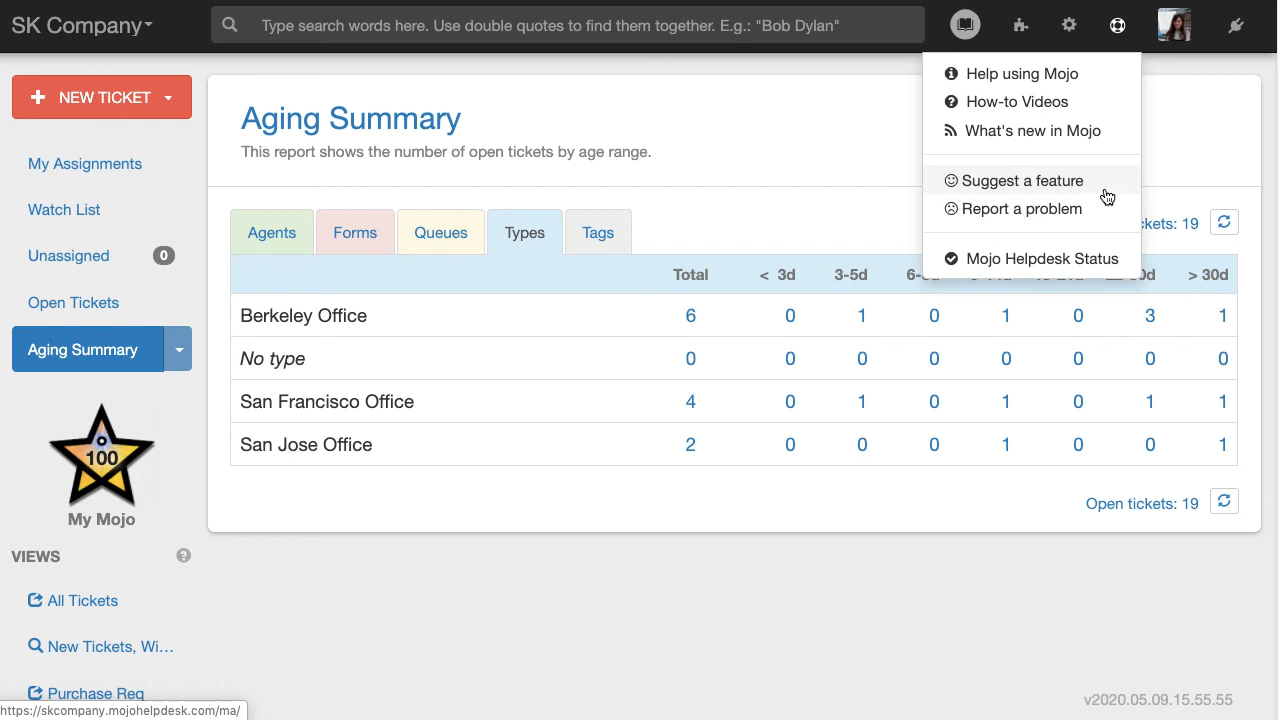 SK Company
Type search words here. Use double quotes to find them together. E.g.: "Bob Dylan"
Help using Mojo
How-to Videos
What's new in Mojo
Suggest a feature
Report a problem
Mojo Helpdesk Status
NEW TICKET
My Assignments
Watch List
Unassigned 0
Open Tickets
Aging Summary
100
My Mojo
VIEWS
All Tickets
New Tickets, Wi...
Purchase Req
Aging Summary
This report shows the number of open tickets by age range.
Agents Forms Queues Types Tags
ckets: 19
Total < 3d 3-5d > 30d
Berkeley Office 6 0 1 0 1 0 3 1
No type 0 0 0 0 0 0 0 0
San Francisco Office 4 0 1 0 1 0 1 1
San Jose Office 2 0 0 0 1 0 0 1
Open tickets: 19
v2020.05.09.15.55.55
https://skcompany.mojohelpdesk.com/ma/